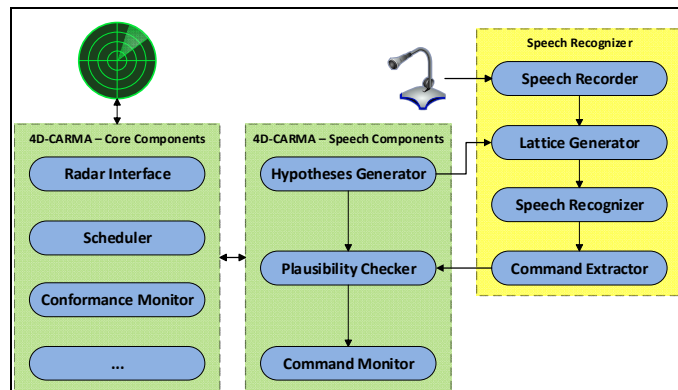 Speech Recognizer
Speech Recorder
4D-CARMA – Core Components
4D-CARMA – Speech Components
Lattice Generator
Radar Interface
Hypotheses Generator
Speech Recognizer
Scheduler
Plausibility Checker
Command Extractor
Conformance Monitor
...
Command Monitor